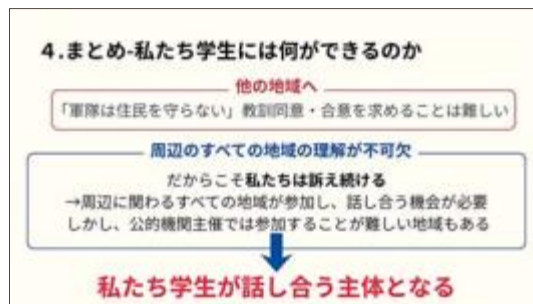 4.まとめ-私たち学生には何ができるのか
他の地域へ
「軍隊は住民を守らない」教訓同意・合意を求めることは難しい
周辺のすべての地域の理解が不可欠
だからこそ私たちは訴え続ける
→周辺に関わるすべての地域が参加し、話し合う機会が必要
しかし、公的機関主催では参加することが難しい地域もある
私たち学生が話し合う主体となる